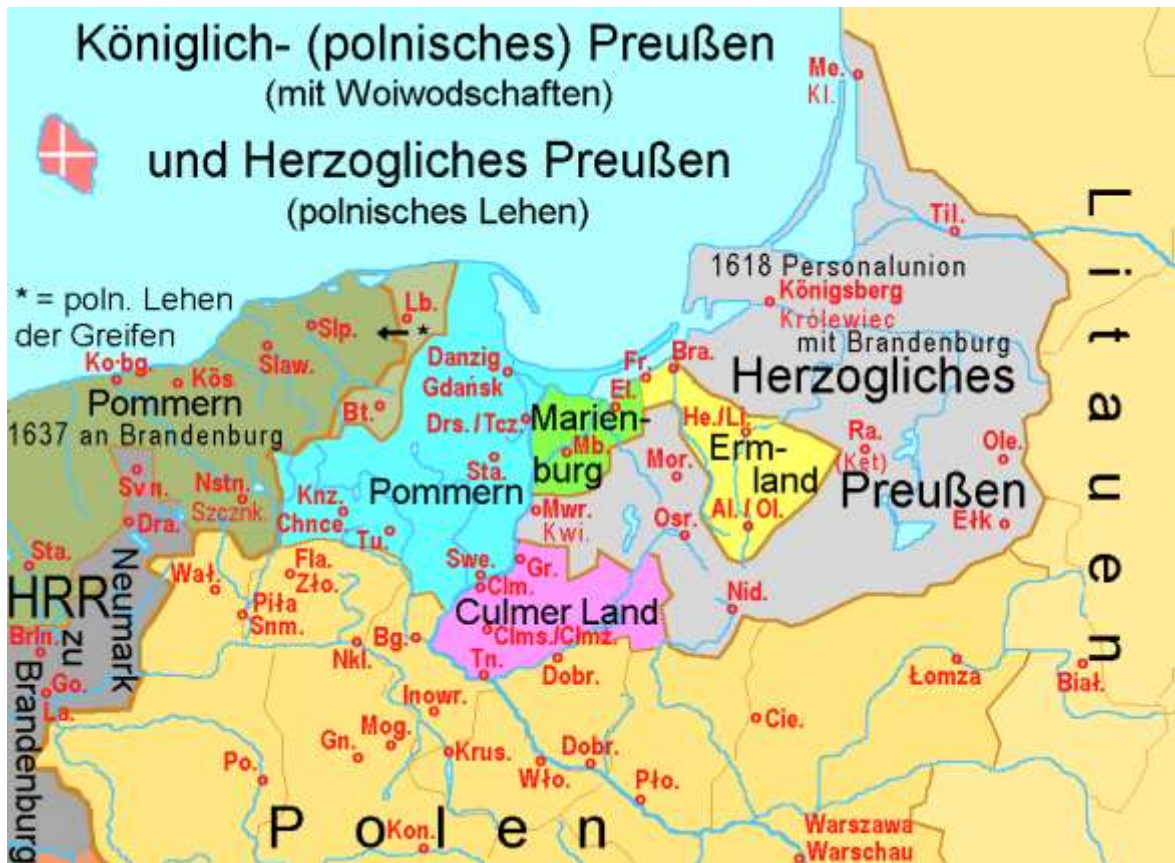 Königlich- (polnisches) Preußen
(mit Woiwodschaften)
und Herzogliches Preußen
(polnisches Lehen)
* = poln. Lehen
der Greifen
Me.
Kl.
Til.
1618 Personalunion
Königsberg
Królewiec
mit Brandenburg
Herzogliches
Preußen
Litauen
Lb.
*
Slp.
Slaw.
Ko·bg.
Kös.
Pommern
1637 an Brandenburg
Bt.
Danzig
Gdańsk
Fr.
Bra.
El.
Drs. / Tcz.
Marien-
burg
Mb.
He./Li.
Erm-
land
Al. / Ol.
Ra.
(Kęt)
Ole.
Ełk
Mor.
Osr.
Sta.
Pommern
Mwr.
Kwi.
Svn.
Nstn.
Szcznk.
Dra.
Knz.
Chnce.
Tu.
Sta.
HRR
zu
Brandenburg
Neumark
Wał.
Fla.
Zło.
Swe.
Clm.
Gr.
Culmer Land
Clms./Clmż.
Nid.
Piła
Snm.
Brln.
Bg.
Nkl.
Tn.
Dobr.
Łomza
Biał.
Go.
La.
Inowr.
Mog.
Gn.
Krus.
Cie.
Po.
Wło.
Dobr.
Pło.
Polen
Kon.
Warszawa
Warschau